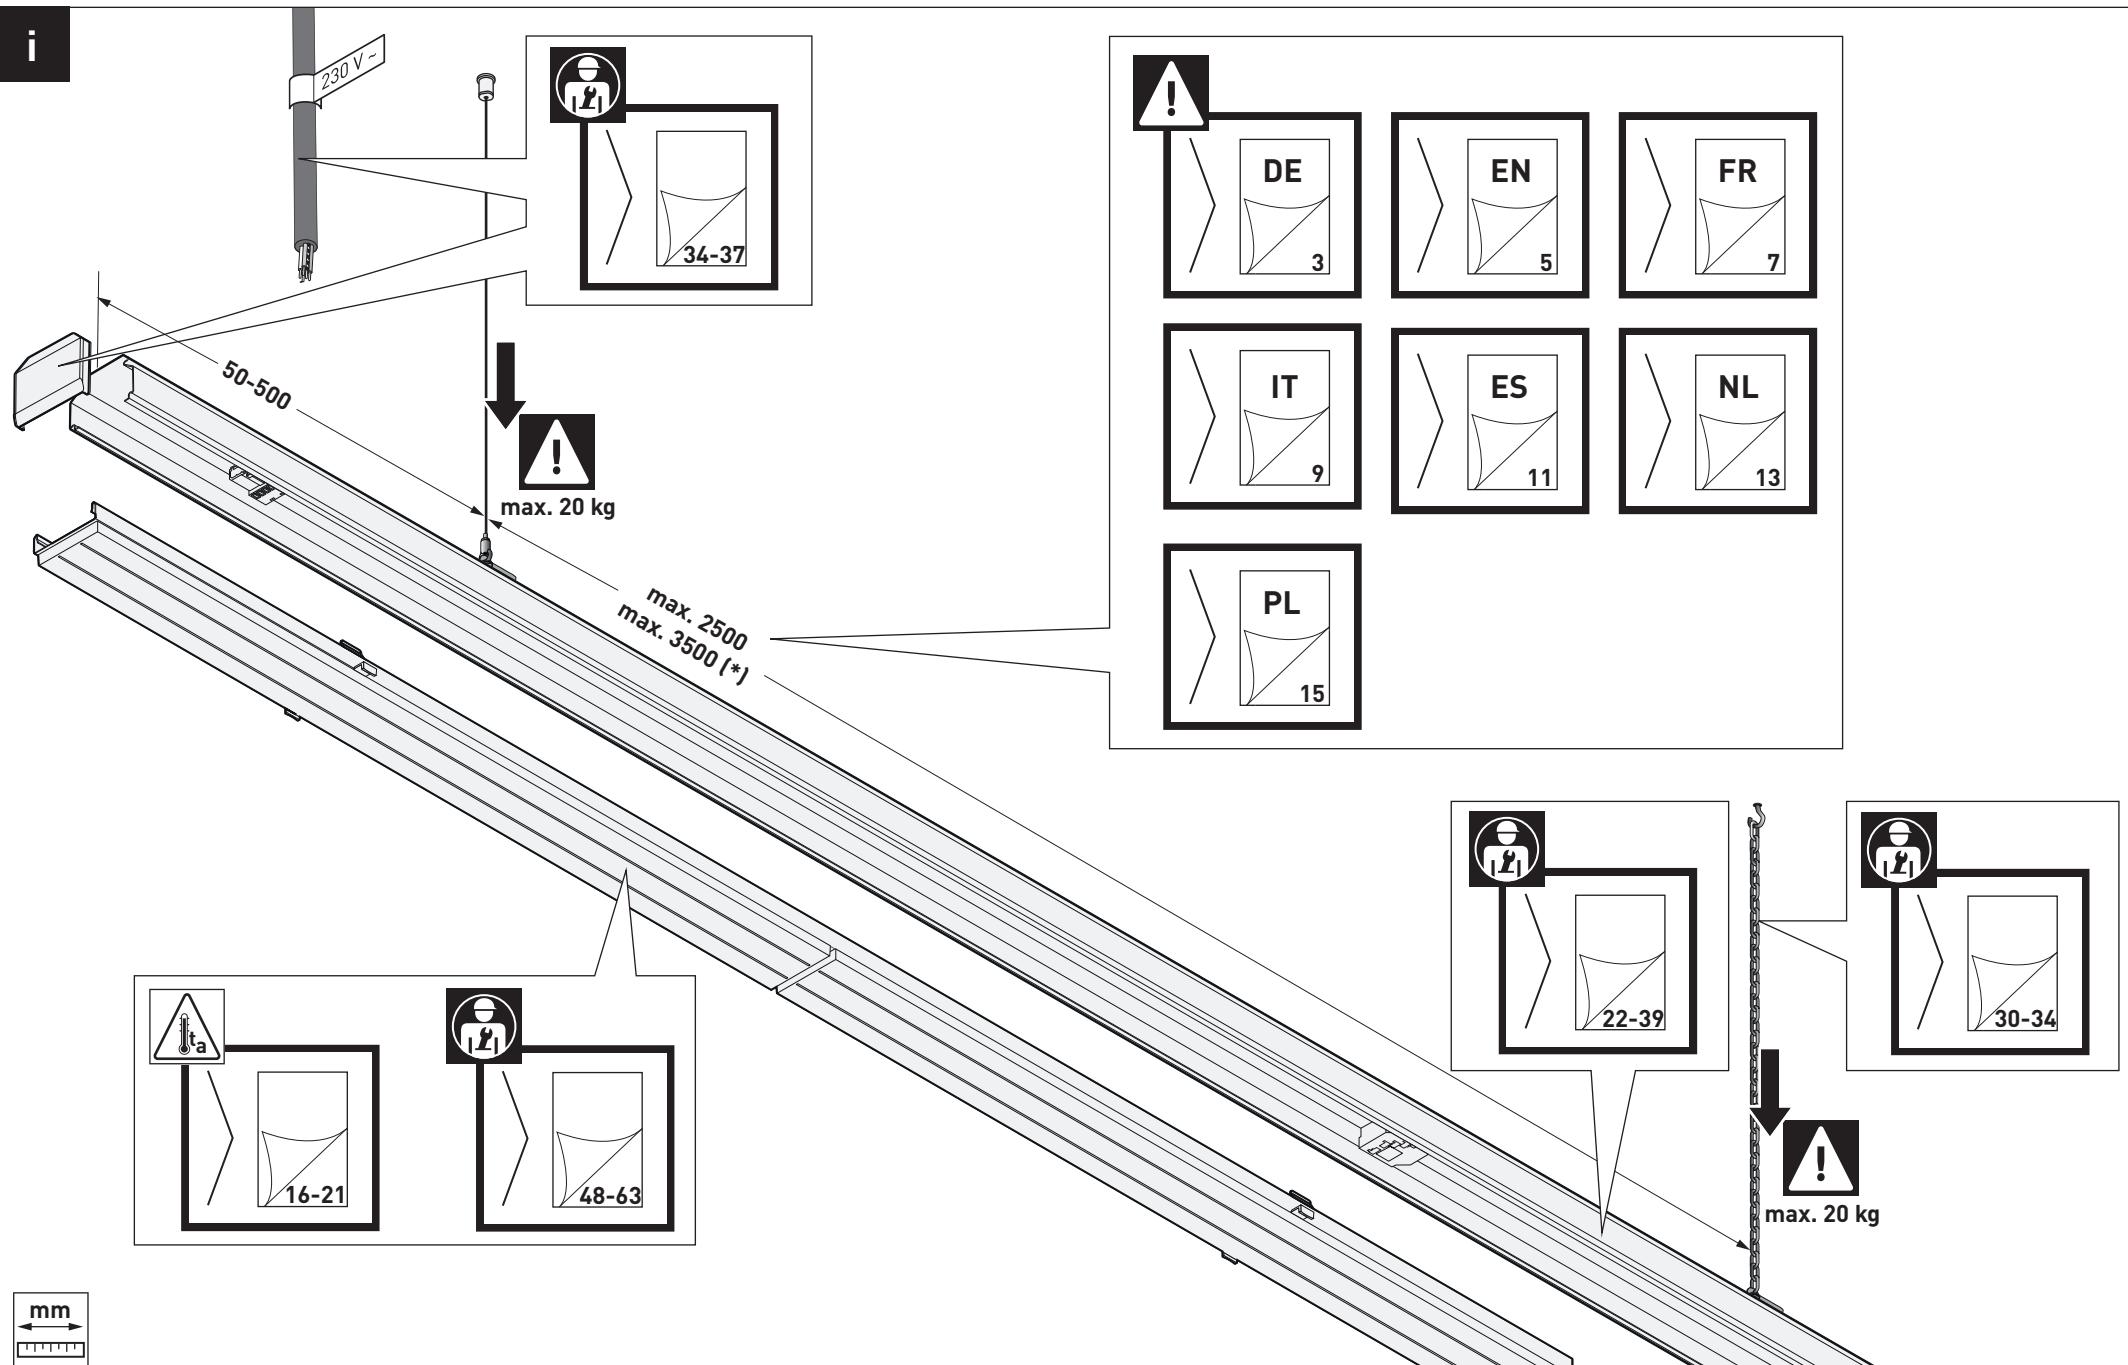 i
230 V ~
34-37
DE
3
EN
5
FR
7
IT
9
ES
11
NL
13
PL
15
50-500
max. 20 kg
max. 2500
max. 3500 (*)
22-39
30-34
max. 20 kg
ta
16-21
48-63
mm